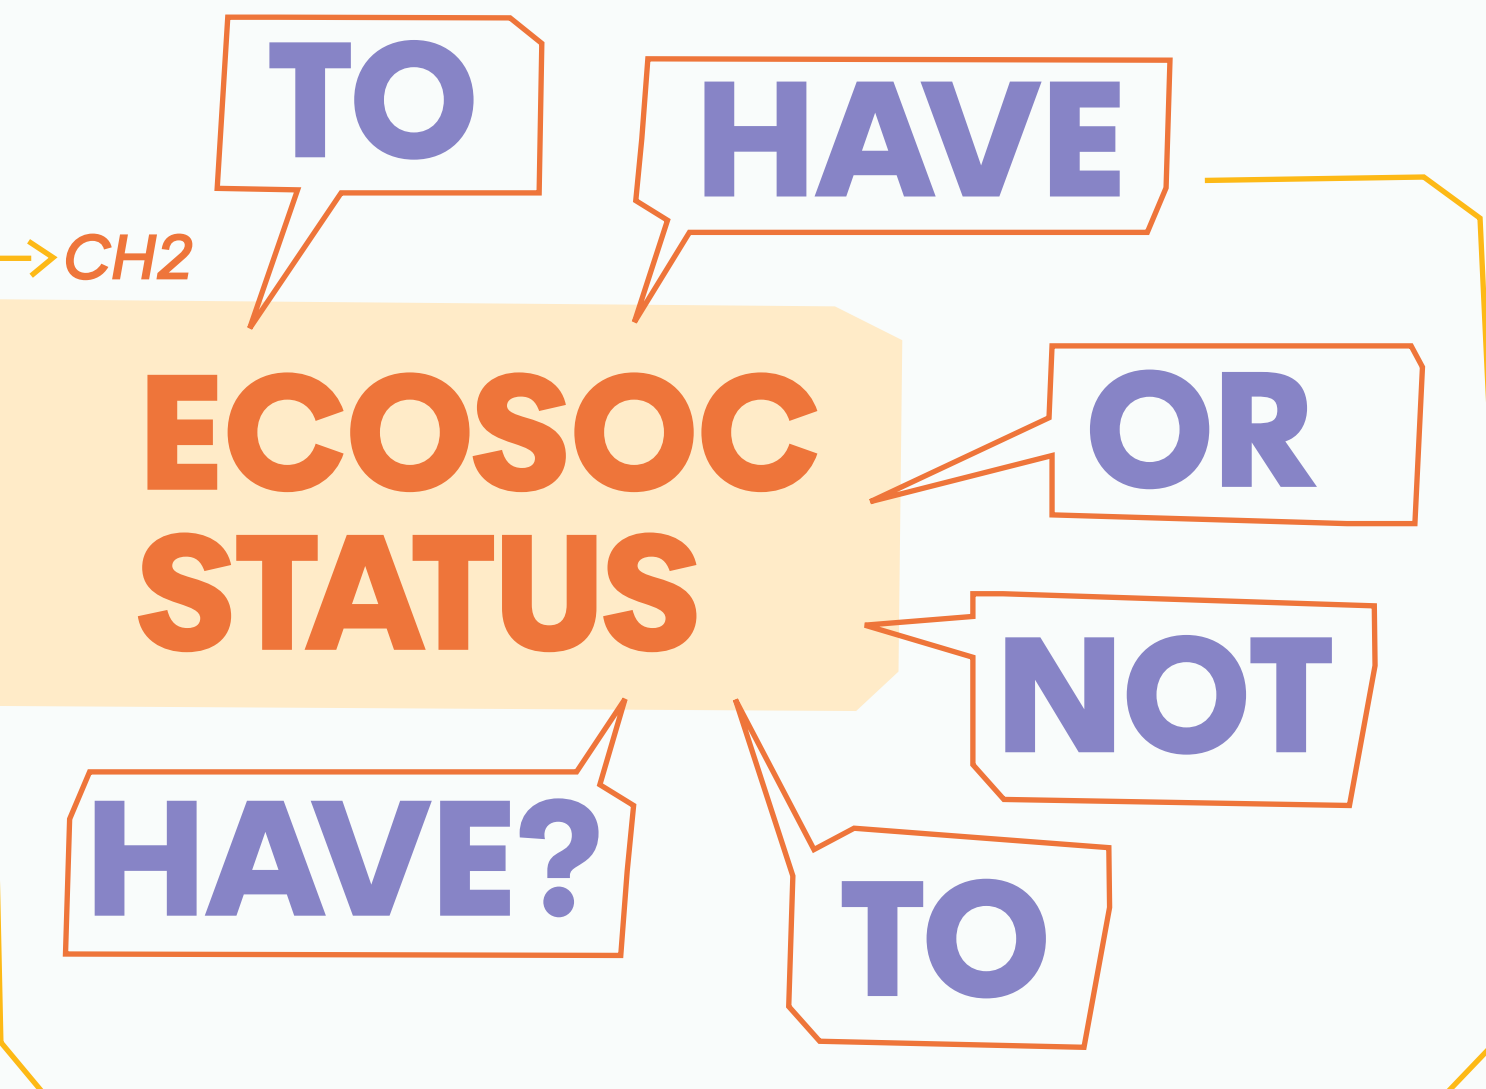 TO
HAVE
CH2
ECOSOC
STATUS
OR
NOT
TO
HAVE?